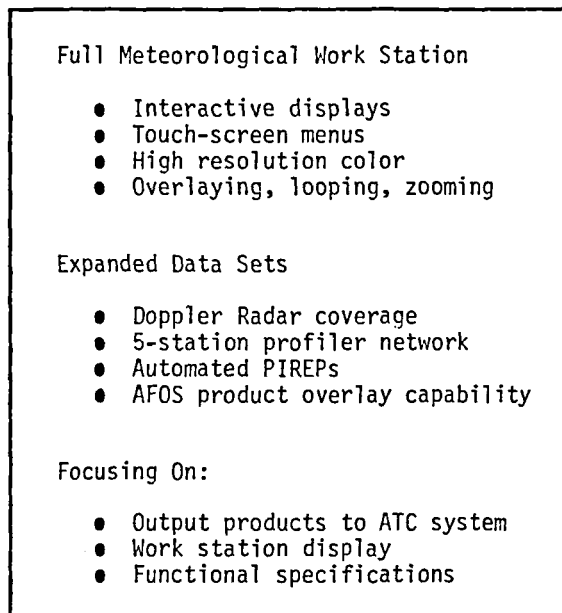 Full Meteorological Work Station
● Interactive displays
● Touch-screen menus
● High resolution color
● Overlaying, looping, zooming
Expanded Data Sets
● Doppler Radar coverage
● 5-station profiler network
● Automated PIREPs
● AFOS product overlay capability
Focusing On:
● Output products to ATC system
● Work station display
● Functional specifications